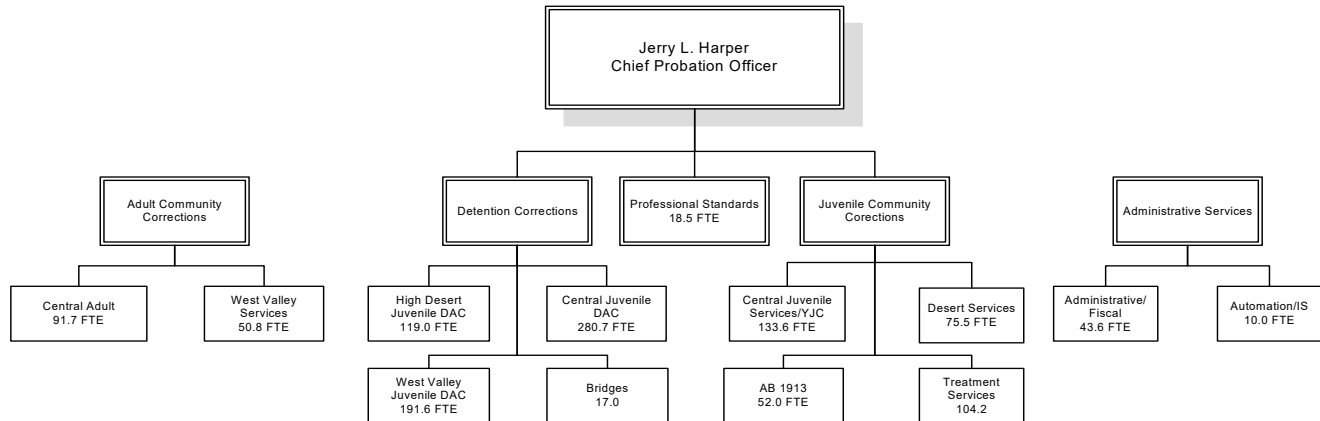 Jerry L. Harper
Chief Probation Officer
Adult Community
Corrections
Detention Corrections
Professional Standards
18.5 FTE
Juvenile Community
Corections
Administrative Services
Central Adult
91.7 FTE
West Valley
Services
50.8 FTE
High Desert
Juvenile DAC
119.0 FTE
Central Juvenile
DAC
280.7 FTE
Central Juvenile
Services/YJC
133.6 FTE
Desert Services
75.5 FTE
Administrative/
Fiscal
43.6 FTE
Automation/IS
10.0 FTE
West Valley
Juvenile DAC
191.6 FTE
Bridges
17.0
AB 1913
52.0 FTE
Treatment
Services
104.2